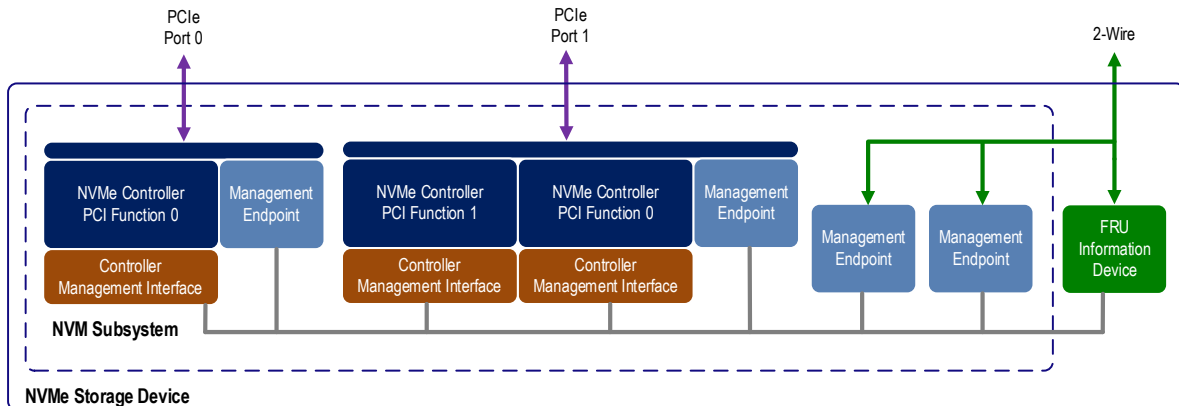 PCIe
Port 0
PCIe
Port 1
2-Wire
NVMe Controller
PCI Function 0
Management
Endpoint
NVMe Controller
PCI Function 1
NVMe Controller
PCI Function 0
Management
Endpoint
Management
Endpoint
Management
Endpoint
FRU
Information
Device
Controller
Management Interface
Controller
Management Interface
Controller
Management Interface
NVM Subsystem
NVMe Storage Device